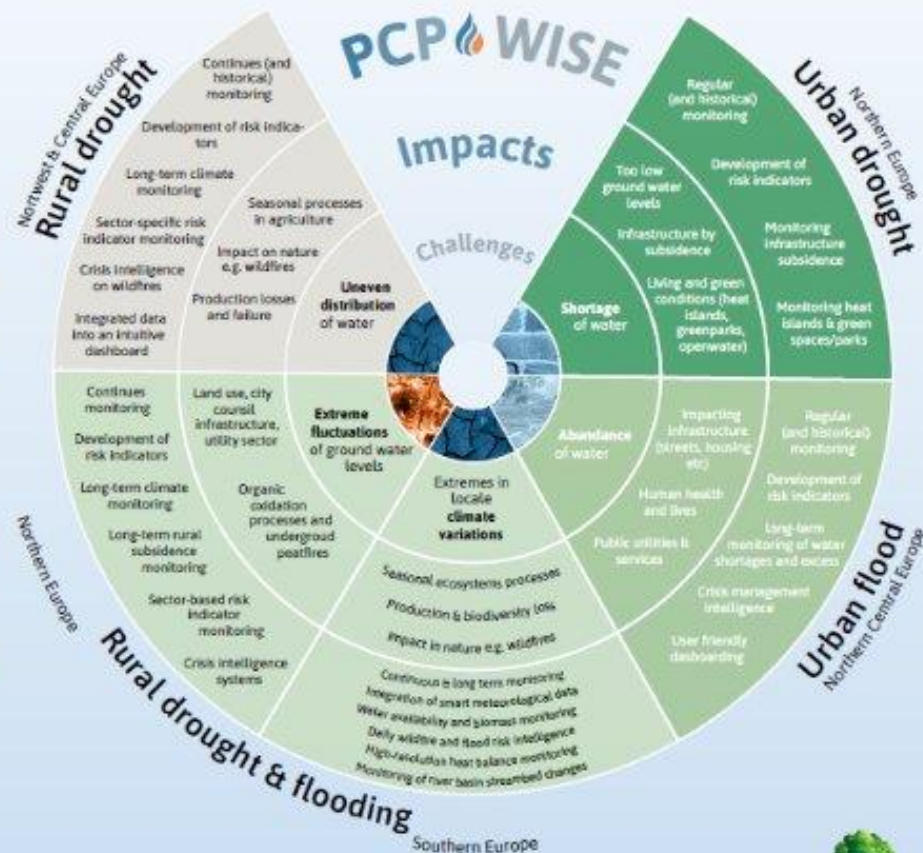 PCP WISE
Impacts
Challenges
Nortwest & Central Europe
Rural drought
Continues (and
historical)
monitoring
Development of risk indica-
tors
Long-term climate
monitoring
Sector-specific risk
indicator monitoring
Crisis intelligence
on wildfires
Integrated data
into an intuitive
dashboard
Seasonal processes
in agriculture
Impact on nature
e.g. wildfires
Production losses
and failure
Uneven
distribution
of water
Northern Europe
Urban drought
Regular
(and historical)
monitoring
Development of
risk indicators
Monitoring
infrastructure
subsidence
Monitoring heat
islands & green
spaces/parks
Too low
ground water
levels
Infrastructure by
subsidence
Living and green
conditions (heat
islands,
greenparks,
openwater)
Shortage
of water
Continues
monitoring
Development of
risk indicators
Long-term climate
monitoring
Long-term rural
subsidence
monitoring
Sector-based risk
indicator
monitoring
Crisis intelligence
systems
Land use, city
counsil
infrastructure,
utility sector
Organic
oxidation
processes and
undergroud
peatfires
Extreme
fluctuations
of ground water
levels
Northern Europe
Rural drought & flooding
Southern Europe
Extremes in
locale
climate
variations
Seasonal ecosystems processes
Production & biodiversity loss
Impact in nature e.g. wildfires
Continuous & long term monitoring
Integration of smart meteorological data
Water availability and biomass monitoring
Daily wildfire and flood risk intelligence
High-resolution heat balance monitoring
Monitoring of river basin streambed changes
Abundance
of water
Impacting
infrastructure
(streets, housing
etc)
Human health
and lives
Public utilities &
services
Regular
(and historical)
monitoring
Development of
risk indicators
Long-term
monitoring of water
shortages and excess
Crisis management
intelligence
User friendly
dasboarding
Urban flood
Northern Central Europe